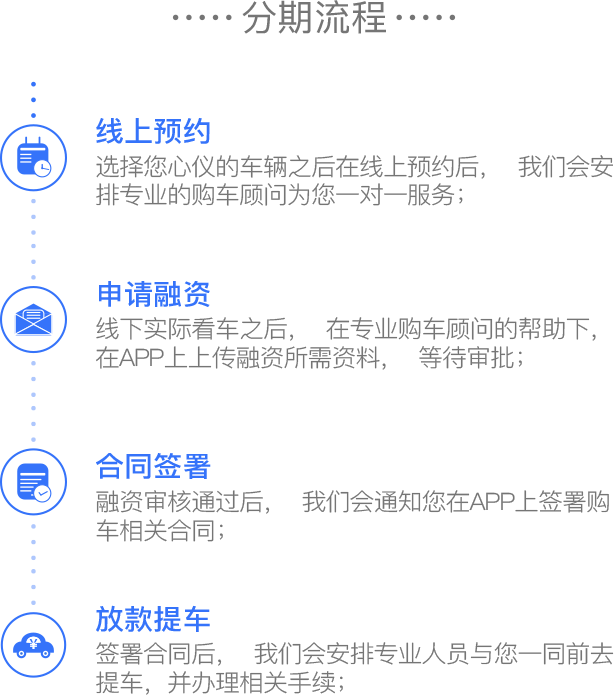 ····· 分期流程 ·····
线上预约
选择您心仪的车辆之后在线上预约后， 我们会安
排专业的购车顾问为您一对一服务；
申请融资
线下实际看车之后， 在专业购车顾问的帮助下，
在APP上上传融资所需资料， 等待审批；
合同签署
融资审核通过后， 我们会通知您在APP上签署购
车相关合同；
¥
放款提车
签署合同后， 我们会安排专业人员与您一同前去
提车，并办理相关手续；